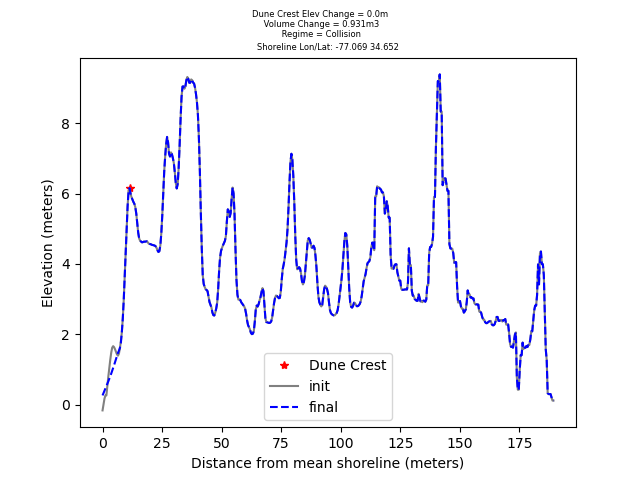 Dune Crest Elev Change = 0.0m
Volume Change = 0.931m3
Regime = Collision
Shoreline Lon/Lat: -77.069 34.652
8
6
4
2
0
Elevation (meters)
Dune Crest
init
final
0 25 50 75 100 125 150 175
Distance from mean shoreline (meters)